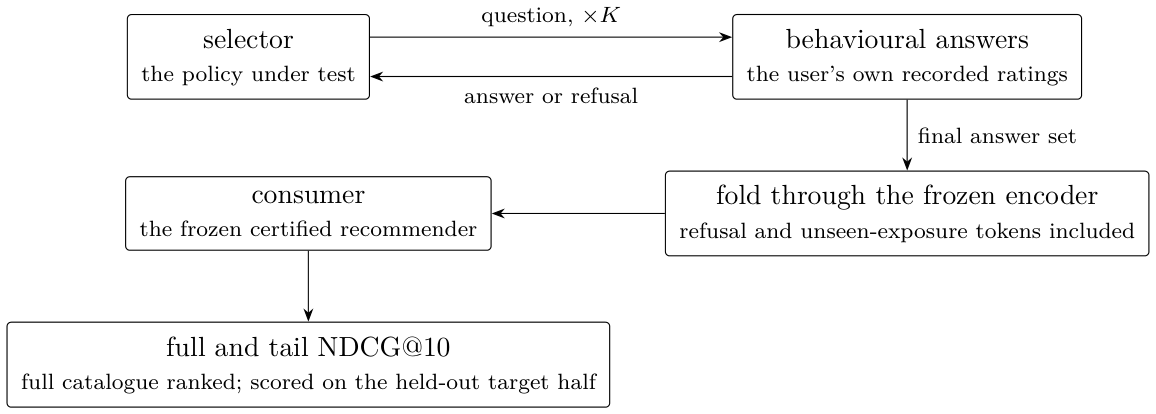 question, ×K
selector
the policy under test
behavioural answers
the user's own recorded ratings
answer or refusal
final answer set
consumer
the frozen certified recommender
fold through the frozen encoder
refusal and unseen-exposure tokens included
full and tail NDCG@10
full catalogue ranked; scored on the held-out target half